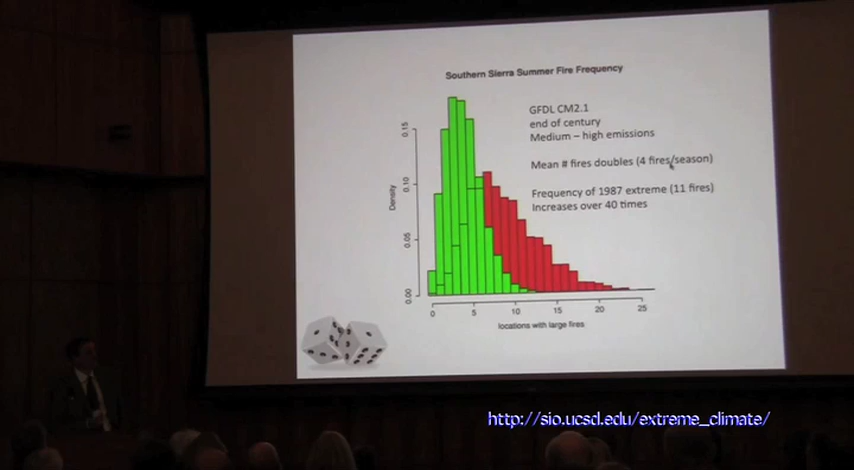 Southern Sierra Summer Fire Frequency
GFDL CM2.1
end of century
Medium – high emissions
Mean # fires doubles (4 fires/season)
Frequency of 1987 extreme (11 fires)
Increases over 40 times
Density
0.15
0.10
0.05
0.00
0 5 10 15 20 25
locations with large fires
http://sio.ucsd.edu/extreme_climate/